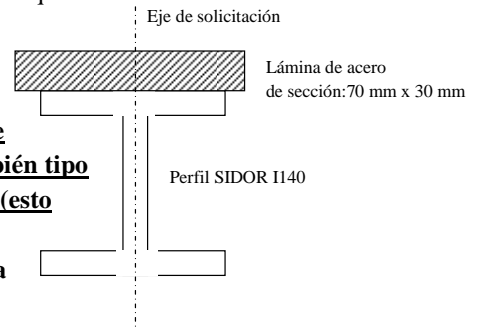 Eje de solicitación
Lámina de acero
de sección:70 mm x 30 mm
bién tipo
Perfil SIDOR I140
(esto